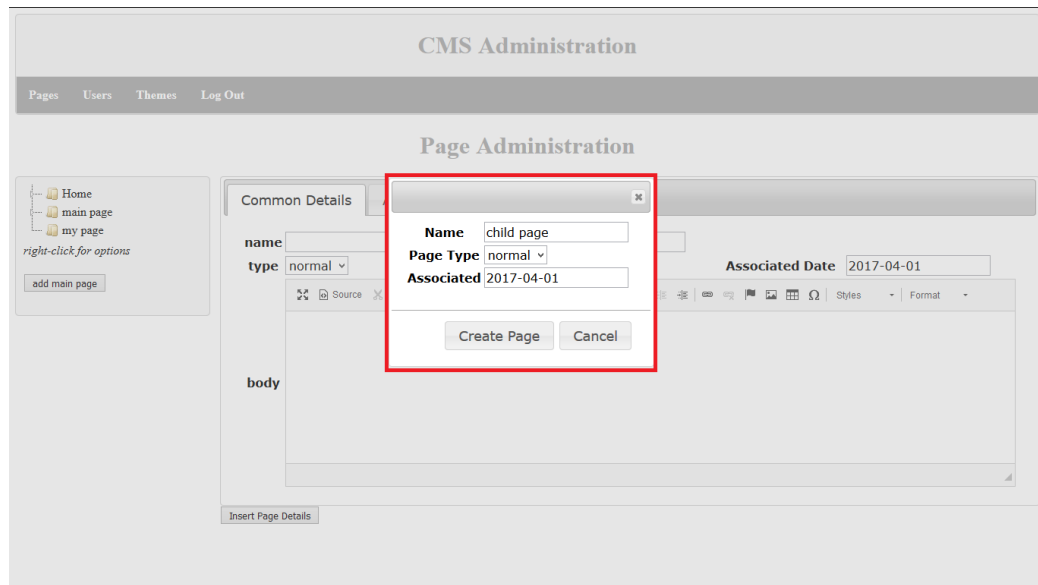 CMS Administration
Pages Users Themes Log Out
Page Administration
Home
main page
my page
right-click for options
add main page
Common Details
name
type normal
Associated Date 2017-04-01
Source
Styles
Format
body
Insert Page Details
Name child page
Page Type normal
Associated 2017-04-01
Create Page Cancel